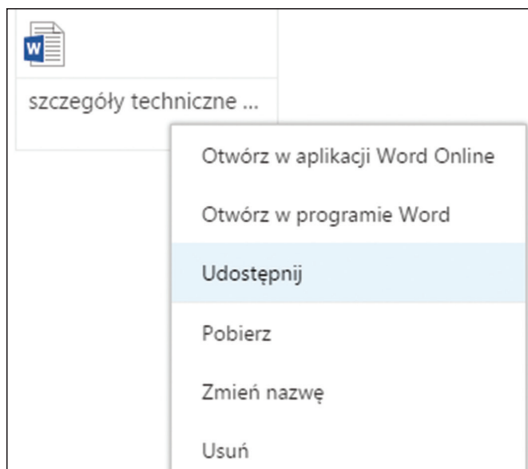 W
szczegóły techniczne ...
Otwórz w aplikacji Word Online
Otwórz w programie Word
Udostępnij
Pobierz
Zmień nazwę
Usuń